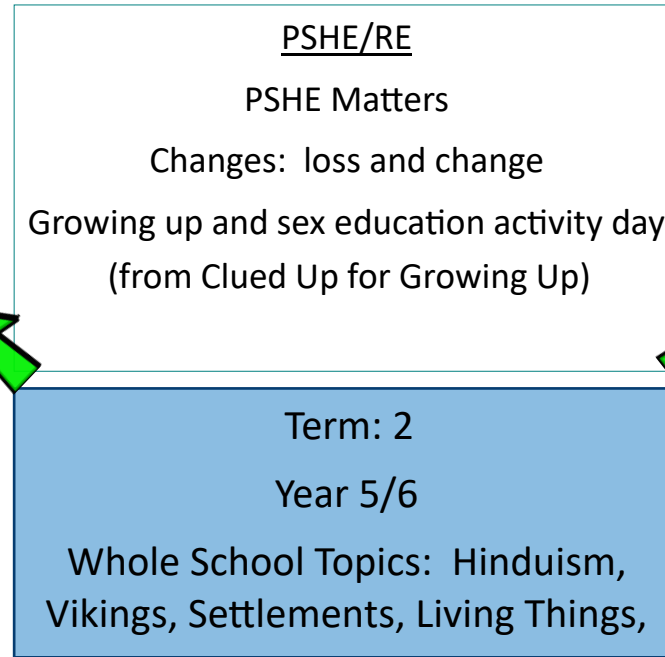 PSHE/RE
PSHE Matters
Changes:  loss and change
Growing up and sex education activity day
(from Clued Up for Growing Up)
Term: 2
Year 5/6
Whole School Topics:  Hinduism,
Vikings, Settlements, Living Things,